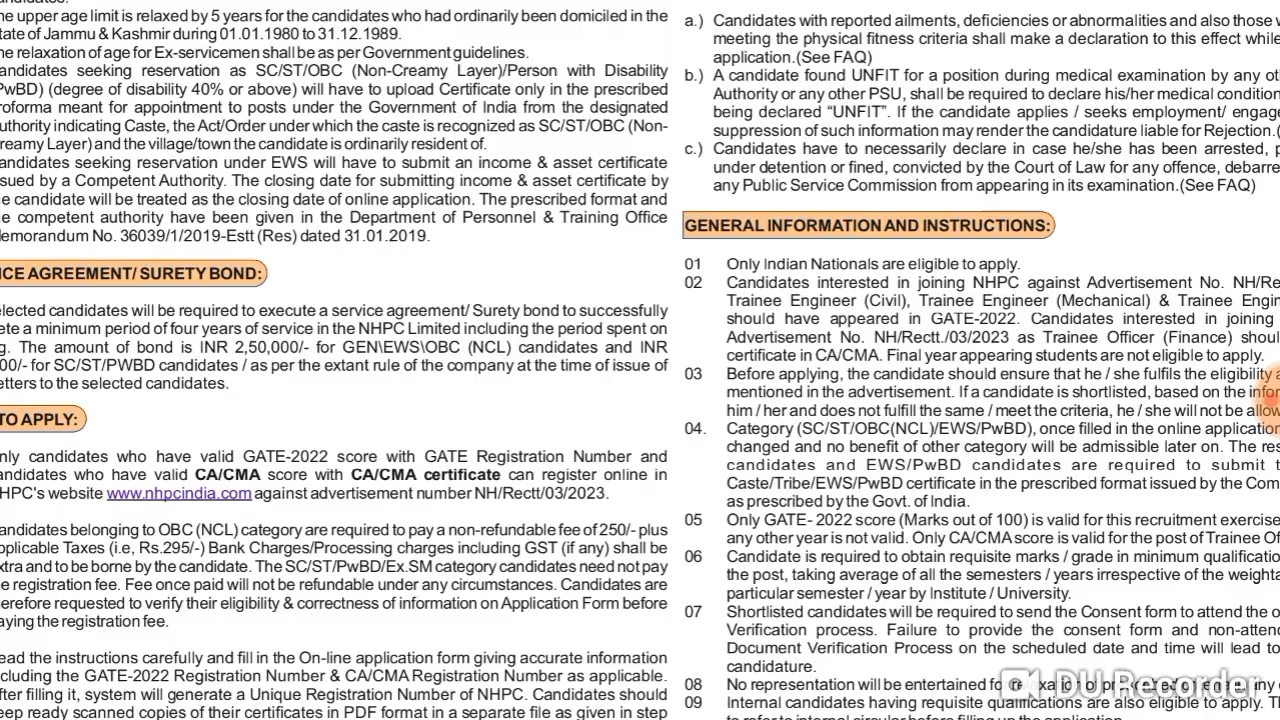 he upper age limit is relaxed by 5 years for the candidates who had ordinarily been domiciled in the
tate of Jammu & Kashmir during 01.01.1980 to 31.12.1989.
he relaxation of age for Ex-servicemen shall be as per Government guidelines.
andidates seeking reservation as SC/ST/OBC (Non-Creamy Layer)/Person with Disability
PwBD) (degree of disability 40% or above) will have to upload Certificate only in the prescribed
roforma meant for appointment to posts under the Government of India from the designated
uthority indicating Caste, the Act/Order under which the caste is recognized as SC/ST/OBC (Non-
reamy Layer) and the village/town the candidate is ordinarily resident of.
andidates seeking reservation under EWS will have to submit an income & asset certificate
ssued by a Competent Authority. The closing date for submitting income & asset certificate by
e candidate will be treated as the closing date of online application. The prescribed format and
e competent authority have been given in the Department of Personnel & Training Office
emorandum No. 36039/1/2019-Estt (Res) dated 31.01.2019.
ICE AGREEMENT/ SURETY BOND:
elected candidates will be required to execute a service agreement/ Surety bond to successfully
ete a minimum period of four years of service in the NHPC Limited including the period spent on
g. The amount of bond is INR 2,50,000/- for GEN\EWS\OBC (NCL) candidates and INR
00/- for SC/ST/PWBD candidates / as per the extant rule of the company at the time of issue of
etters to the selected candidates.
TO APPLY:
nly candidates who have valid GATE-2022 score with GATE Registration Number and
andidates who have valid CA/CMA score with CA/CMA certificate can register online in
HPC's website www.nhpcindia.com against advertisement number NH/Rectt/03/2023.
andidates belonging to OBC (NCL) category are required to pay a non-refundable fee of 250/- plus
pplicable Taxes (i.e, Rs.295/-) Bank Charges/Processing charges including GST (if any) shall be
xtra and to be borne by the candidate. The SC/ST/PwBD/Ex.SM category candidates need not pay
e registration fee. Fee once paid will not be refundable under any circumstances. Candidates are
herefore requested to verify their eligibility & correctness of information on Application Form before
aying the registration fee.
ead the instructions carefully and fill in the On-line application form giving accurate information
cluding the GATE-2022 Registration Number & CA/CMA Registration Number as applicable.
fter filling it, system will generate a Unique Registration Number of NHPC. Candidates should
eep ready scanned copies of their certificates in PDF format in a separate file as given in step
a.) Candidates with reported ailments, deficiencies or abnormalities and also those
meeting the physical fitness criteria shall make a declaration to this effect while
application.(See FAQ)
b.) A candidate found UNFIT for a position during medical examination by any
Authority or any other PSU, shall be required to declare his/her medical condition
being declared “UNFIT”. If the candidate applies / seeks employment/ engage
suppression of such information may render the candidature liable for Rejection.(
c.) Candidates have to necessarily declare in case he/she has been arrested, p
under detention or fined, convicted by the Court of Law for any offence, debarre
any Public Service Commission from appearing in its examination.(See FAQ)
GENERAL INFORMATION AND INSTRUCTIONS:
01 Only Indian Nationals are eligible to apply.
02 Candidates interested in joining NHPC against Advertisement No. NH/Re
Trainee Engineer (Civil), Trainee Engineer (Mechanical) & Trainee Engin
should have appeared in GATE-2022. Candidates interested in joining
Advertisement No. NH/Rectt./03/2023 as Trainee Officer (Finance) shoul
certificate in CA/CMA. Final year appearing students are not eligible to apply.
03 Before applying, the candidate should ensure that he / she fulfils the eligibility
mentioned in the advertisement. If a candidate is shortlisted, based on the infor
him / her and does not fulfill the same / meet the criteria, he / she will not be allow
04. Category (SC/ST/OBC(NCL)/EWS/PwBD), once filled in the online application
changed and no benefit of other category will be admissible later on. The res
candidates and EWS/PwBD candidates are required to submit t
Caste/Tribe/EWS/PwBD certificate in the prescribed format issued by the Com
as prescribed by the Govt. of India.
05 Only GATE- 2022 score (Marks out of 100) is valid for this recruitment exercise
any other year is not valid. Only CA/CMA score is valid for the post of Trainee Of
06 Candidate is required to obtain requisite marks / grade in minimum qualificatio
the post, taking average of all the semesters / years irrespective of the weighta
particular semester / year by Institute / University.
07 Shortlisted candidates will be required to send the Consent form to attend the o
Verification process. Failure to provide the consent form and non-attend
Document Verification Process on the scheduled date and time will lead to
candidature.
08 No representation will be entertained for any
09 Internal candidates having requisite qualifications are also eligible to apply.
to refer to internal circular before filling up the application.
DU Recorder